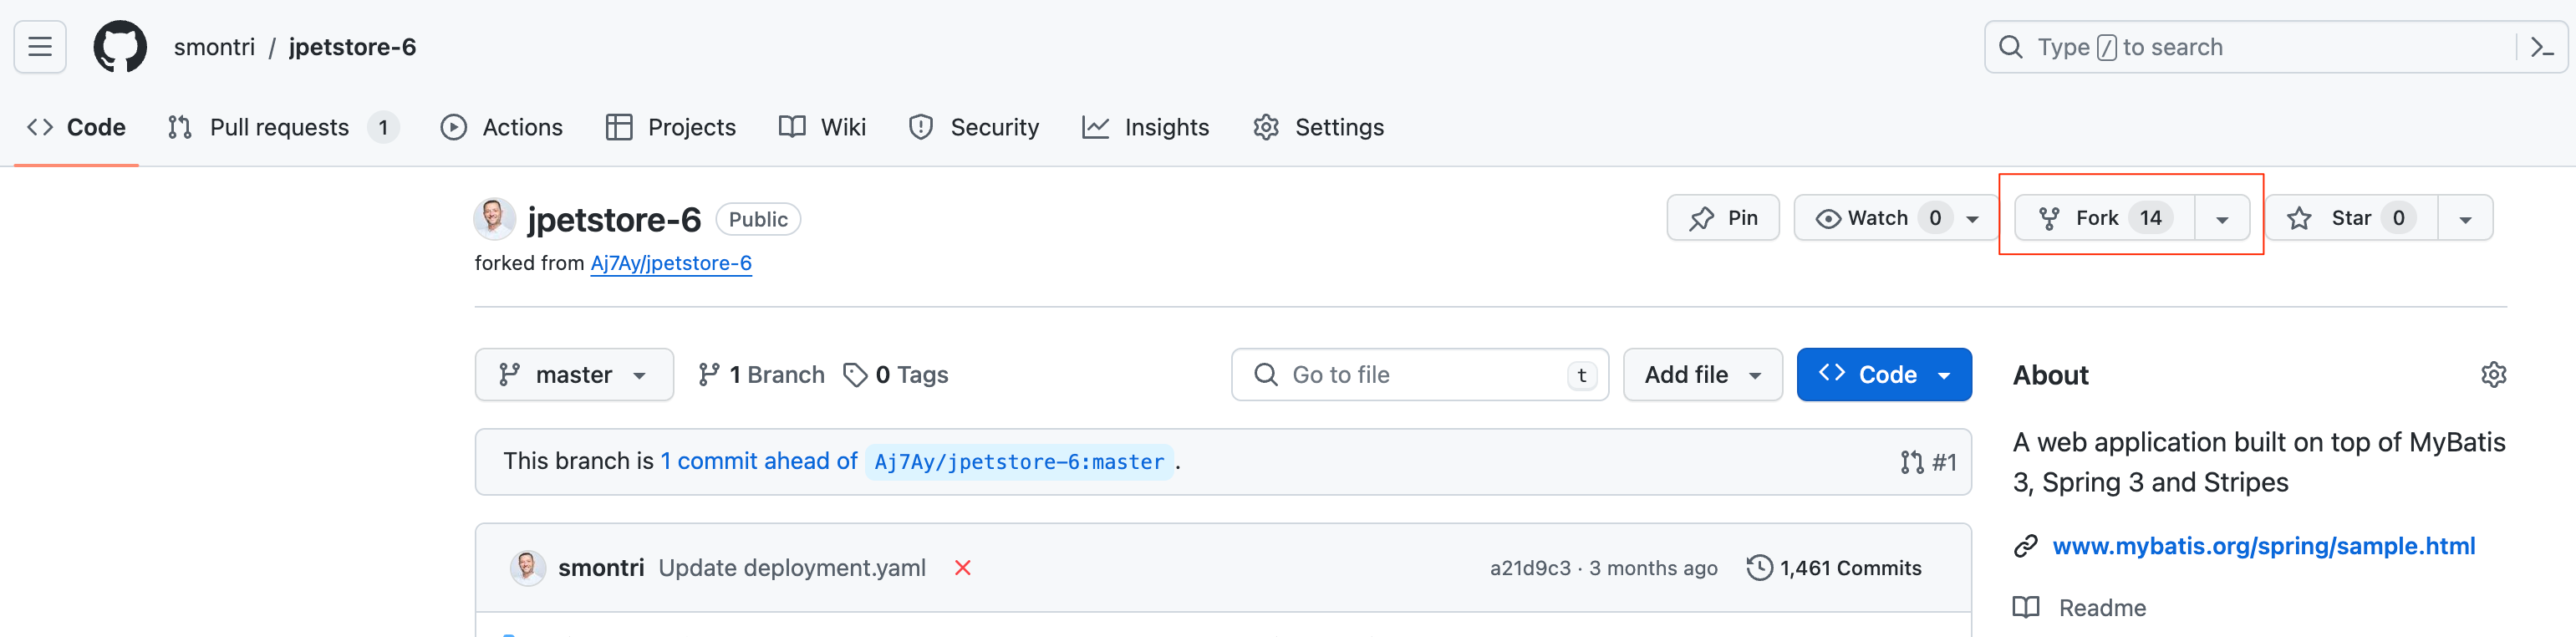 smontri / jpetstore-6
Type / to search
Code
Pull requests 1
Actions
Projects
Wiki
Security
Insights
Settings
jpetstore-6 Public
forked from Aj7Ay/jpetstore-6
Pin
Watch 0
Fork 14
Star 0
master
1 Branch
0 Tags
Go to file t
Add file
Code
This branch is 1 commit ahead of Aj7Ay/jpetstore-6:master .
#1
smontri Update deployment.yaml
a21d9c3 · 3 months ago
1,461 Commits
About
A web application built on top of MyBatis
3, Spring 3 and Stripes
www.mybatis.org/spring/sample.html
Readme